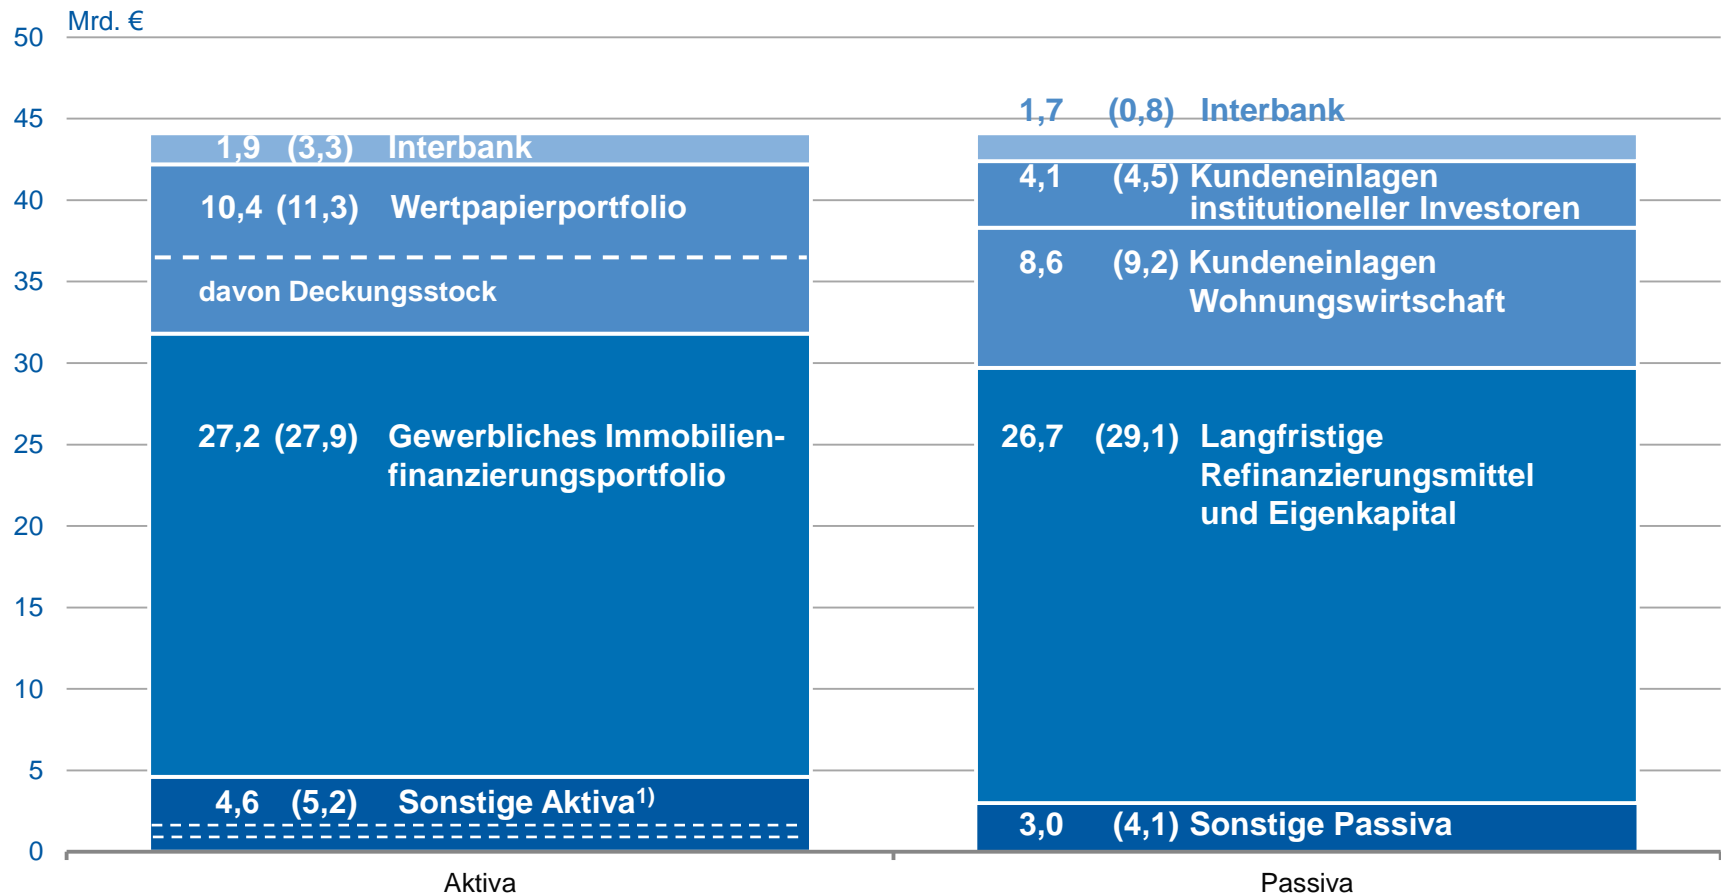 Mrd. €
50
45
40
35
30
25
20
15
10
5
0
1,9 (3,3) Interbank
10,4 (11,3) Wertpapierportfolio
davon Deckungsstock
27,2 (27,9) Gewerbliches Immobilien-
finanzierungsportfolio
4,6 (5,2) Sonstige Aktiva1)
Aktiva
1,7 (0,8) Interbank
4,1 (4,5) Kundeneinlagen
institutioneller Investoren
8,6 (9,2) Kundeneinlagen
Wohnungswirtschaft
26,7 (29,1) Langfristige
Refinanzierungsmittel
und Eigenkapital
3,0 (4,1) Sonstige Passiva
Passiva